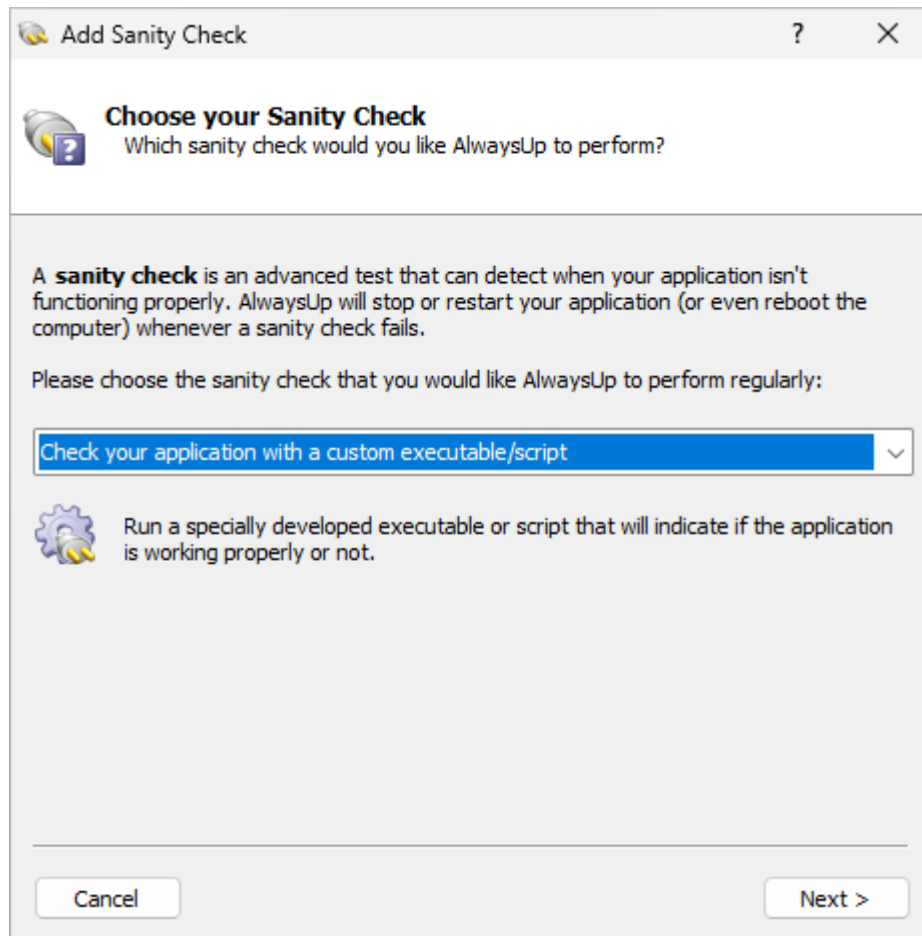 Add Sanity Check
?
Choose your Sanity Check
Which sanity check would you like AlwaysUp to perform?
A sanity check is an advanced test that can detect when your application isn't
functioning properly. AlwaysUp will stop or restart your application (or even reboot the
computer) whenever a sanity check fails.
Please choose the sanity check that you would like AlwaysUp to perform regularly:
Check your application with a custom executable/script
Run a specially developed executable or script that will indicate if the application
is working properly or not.
Cancel
Next >